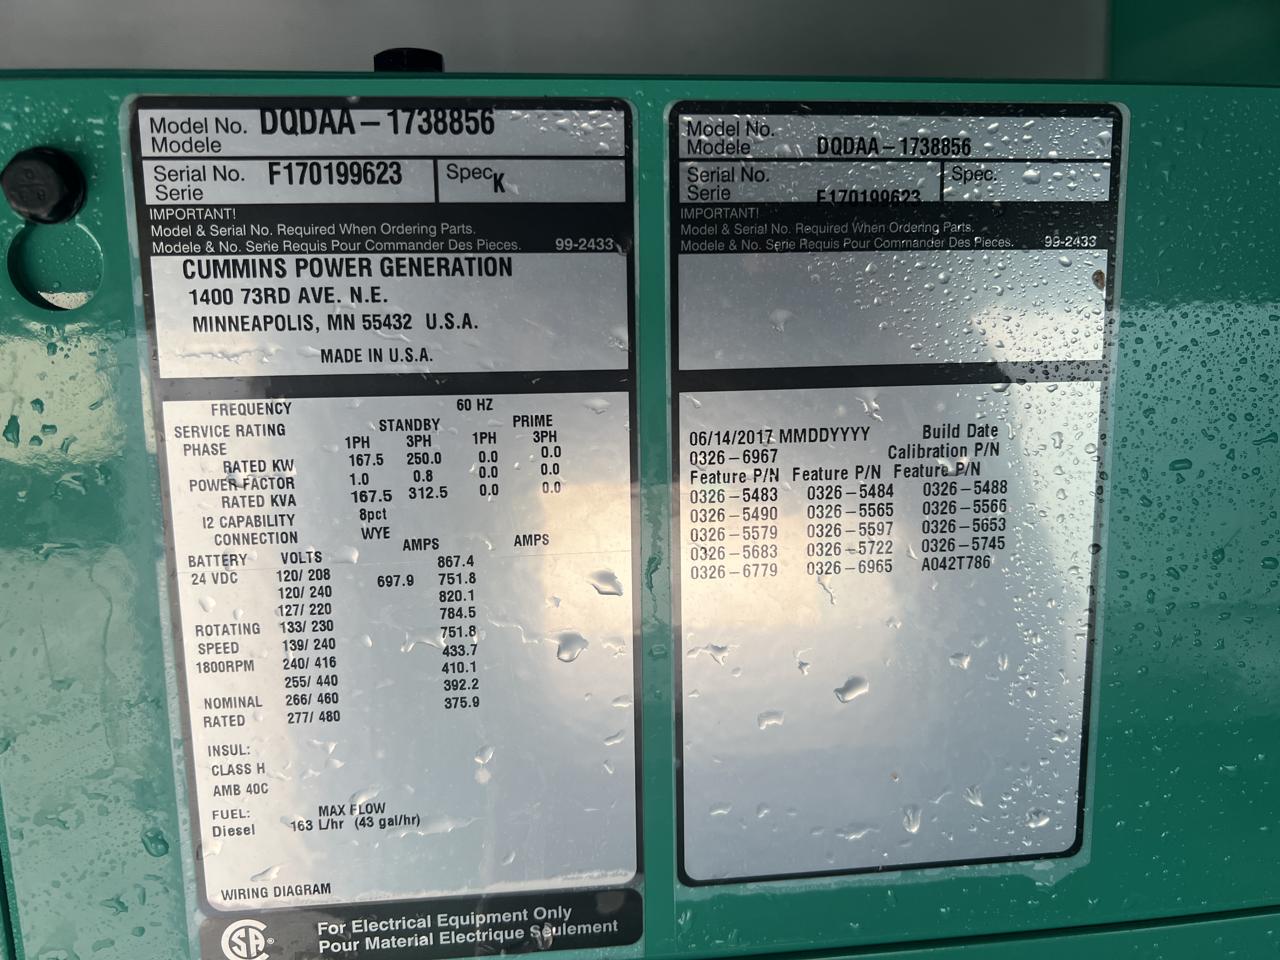 Model No. DQDAA-1738856
Modele
Serial No. F170199623 Spec K
Serie
IMPORTANT!
Model & Serial No. Required When Ordering Parts.
Modele & No. Serie Requis Pour Commander Des Pieces. 99-2433
CUMMINS POWER GENERATION
1400 73RD AVE. N.E.
MINNEAPOLIS, MN 55432 U.S.A.
MADE IN U.S.A.
FREQUENCY 60 HZ
SERVICE RATING STANDBY PRIME
PHASE 1PH 3PH 1PH 3PH
RATED KW 167.5 250.0 0.0 0.0
POWER FACTOR 1.0 0.8 0.0 0.0
RATED KVA 167.5 312.5 0.0 0.0
I2 CAPABILITY 8pct
CONNECTION WYE
BATTERY VOLTS AMPS AMPS
24 VDC 120/ 208 867.4
120/ 240 697.9 751.8
127/ 220 820.1
ROTATING 133/ 230 784.5
SPEED 139/ 240 751.8
1800RPM 240/ 416 433.7
255/ 440 410.1
NOMINAL 266/ 460 392.2
RATED 277/ 480 375.9
INSUL:
CLASS H
AMB 40C
FUEL: MAX FLOW
Diesel 163 L/hr (43 gal/hr)
WIRING DIAGRAM
SA®
For Electrical Equipment Only
Pour Material Electrique Seulement
Model No.
Modele DQDAA-1738856
Serial No. Spec.
Serie F170199623
IMPORTANT!
Model & Serial No. Required When Ordering Parts.
Modele & No. Serie Requis Pour Commander Des Pieces. 99-2433
06/14/2017 MMDDYYYY Build Date
0326-6967 Calibration P/N
Feature P/N Feature P/N Feature P/N
0326-5483 0326-5484 0326-5488
0326-5490 0326-5565 0326-5566
0326-5579 0326-5597 0326-5653
0326-5683 0326-5722 0326-5745
0326-6779 0326-6965 A042T786